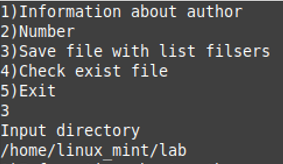 1)Information about author
2)Number
3)Save file with list filsers
4)Check exist file
5)Exit
3
Input directory
/home/linux_mint/lab